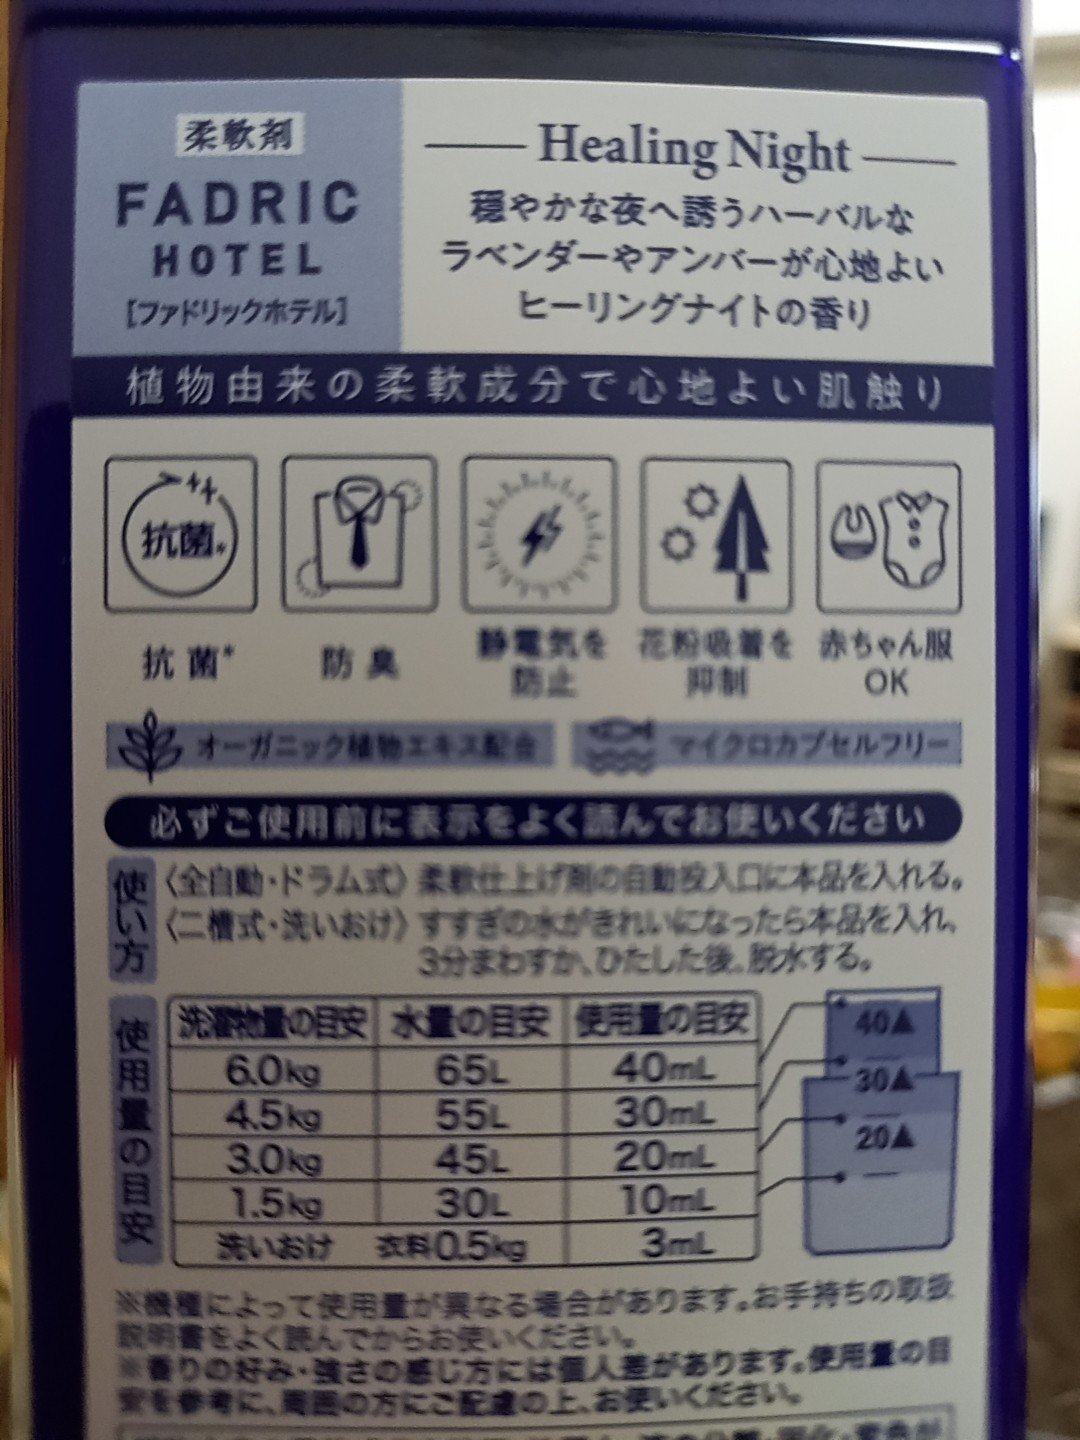 柔軟剤
FADRIC
HOTEL
[ファドリックホテル]
Healing Night
穏やかな夜へ誘うハーバルな
ラベンダーやアンバーが心地よい
ヒーリングナイトの香り
植物由来の柔軟成分で心地よい肌触り
抗菌*
抗菌*
防臭
静電気を
防止
花粉吸着を
抑制
赤ちゃん服
OK
オーガニック植物エキス配合
マイクロカプセルフリー
必ずご使用前に表示をよく読んでお使いください
使い方
〈全自動・ドラム式〉柔軟仕上げ剤の自動投入口に本品を入れる。
〈二槽式・洗いおけ〉すすぎの水がきれいになったら本品を入れ、
3分まわすか、ひたした後、脱水する。
使用量の目安
洗濯物量の目安 水量の目安 使用量の目安
6.0kg 65L 40mL
4.5kg 55L 30mL
3.0kg 45L 20mL
1.5kg 30L 10mL
洗いおけ 衣料0.5kg 3mL
40▲
30▲
20▲
※機種によって使用量が異なる場合があります。お手持ちの取扱
説明書をよく読んでからお使いください。
※香りの好み・強さの感じ方には個人差があります。使用量の目
安を参考に、周囲の方にご配慮の上、お使いください。